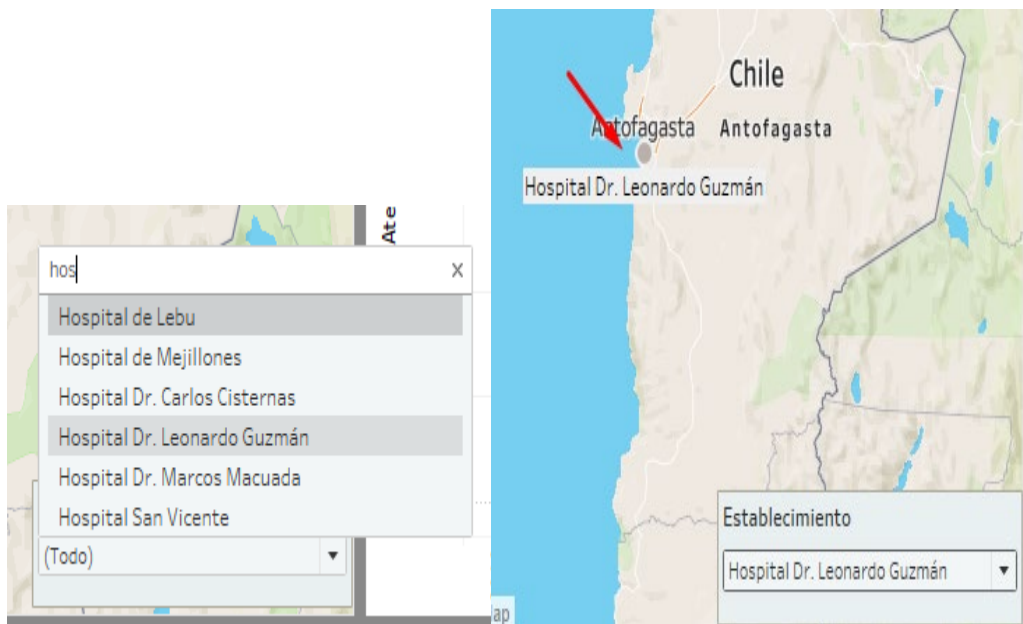 Ate
hos
x
Hospital de Lebu
Hospital de Mejillones
Hospital Dr. Carlos Cisternas
Hospital Dr. Leonardo Guzmán
Hospital Dr. Marcos Macuada
Hospital San Vicente
(Todo)
Chile
Antofagasta
Antofagasta
Hospital Dr. Leonardo Guzmán
Establecimiento
Hospital Dr. Leonardo Guzmán
Map